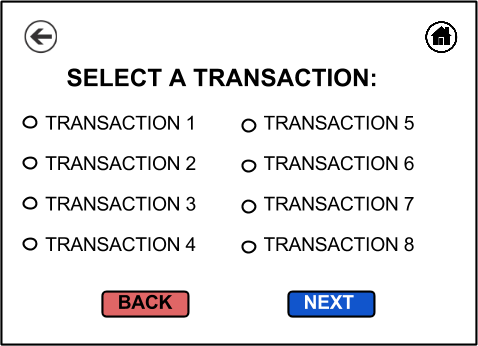 SELECT A TRANSACTION:
TRANSACTION 1
TRANSACTION 2
TRANSACTION 3
TRANSACTION 4
TRANSACTION 5
TRANSACTION 6
TRANSACTION 7
TRANSACTION 8
BACK
NEXT